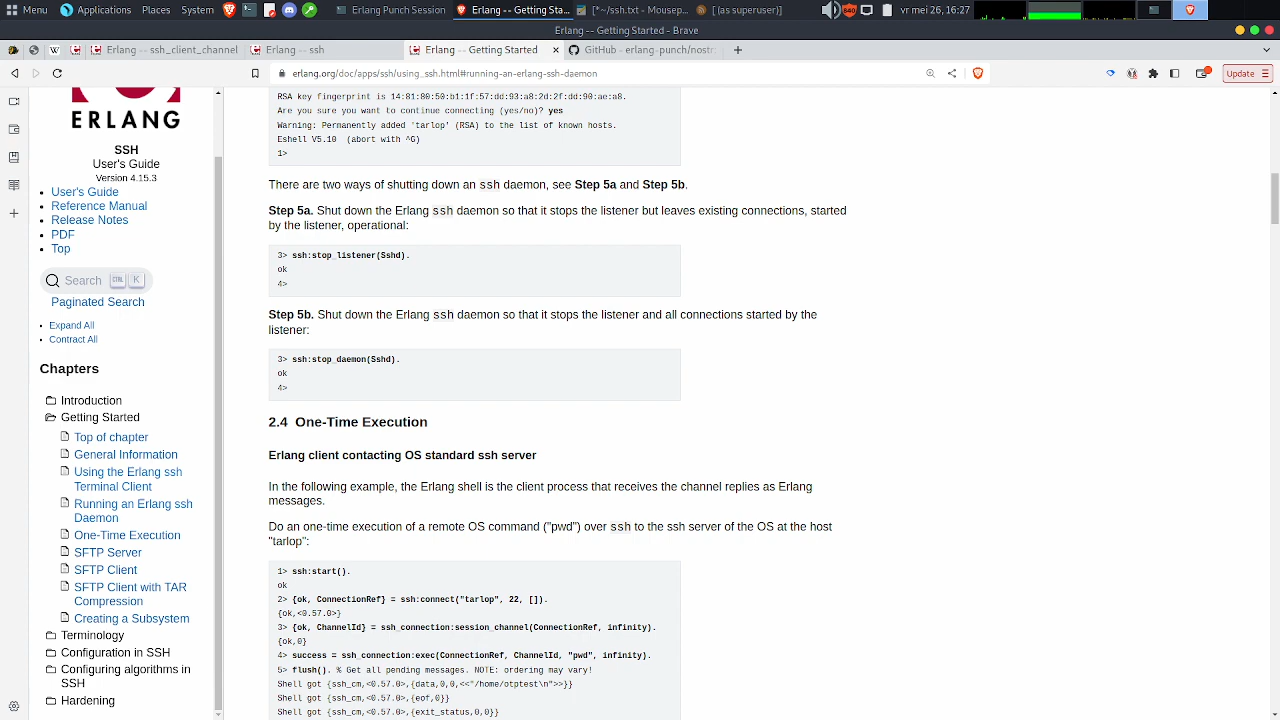 Menu Applications Places System Erlang Punch Session Erlang -- Getting Sta... [*~/ssh.txt - Mousep... [(as superuser)] vr mei 26, 16:27
Erlang -- Getting Started - Brave
Erlang -- ssh_client_channel Erlang -- ssh Erlang -- Getting Started GitHub - erlang-punch/nostr
erlang.org/doc/apps/ssh/using_ssh.html#running-an-erlang-ssh-daemon Update
ERLANG
SSH
User's Guide
Version 4.15.3
User's Guide
Reference Manual
Release Notes
PDF
Top
Search CTRL K
Paginated Search
Expand All
Contract All
Chapters
Introduction
Getting Started
Top of chapter
General Information
Using the Erlang ssh
Terminal Client
Running an Erlang ssh
Daemon
One-Time Execution
SFTP Server
SFTP Client
SFTP Client with TAR
Compression
Creating a Subsystem
Terminology
Configuration in SSH
Configuring algorithms in
SSH
Hardening
RSA key fingerprint is 14:81:80:50:b1:1f:57:dd:93:a8:2d:2f:dd:90:ae:a8.
Are you sure you want to continue connecting (yes/no)? yes
Warning: Permanently added 'tarlop' (RSA) to the list of known hosts.
Eshell V5.10 (abort with ^G)
1>
There are two ways of shutting down an ssh daemon, see Step 5a and Step 5b.
Step 5a. Shut down the Erlang ssh daemon so that it stops the listener but leaves existing connections, started
by the listener, operational:
3> ssh:stop_listener(Sshd).
ok
4>
Step 5b. Shut down the Erlang ssh daemon so that it stops the listener and all connections started by the
listener:
3> ssh:stop_daemon(Sshd).
ok
4>
2.4 One-Time Execution
Erlang client contacting OS standard ssh server
In the following example, the Erlang shell is the client process that receives the channel replies as Erlang
messages.
Do an one-time execution of a remote OS command ("pwd") over ssh to the ssh server of the OS at the host
"tarlop":
1> ssh:start().
ok
2> {ok, ConnectionRef} = ssh:connect("tarlop", 22, []).
{ok,<0.57.0>}
3> {ok, ChannelId} = ssh_connection:session_channel(ConnectionRef, infinity).
{ok,0}
4> success = ssh_connection:exec(ConnectionRef, ChannelId, "pwd", infinity).
5> flush(). % Get all pending messages. NOTE: ordering may vary!
Shell got {ssh_cm,<0.57.0>,{data,0,0,<<"/home/otptest\n">>}}
Shell got {ssh_cm,<0.57.0>,{eof,0}}
Shell got {ssh_cm,<0.57.0>,{exit_status,0,0}}